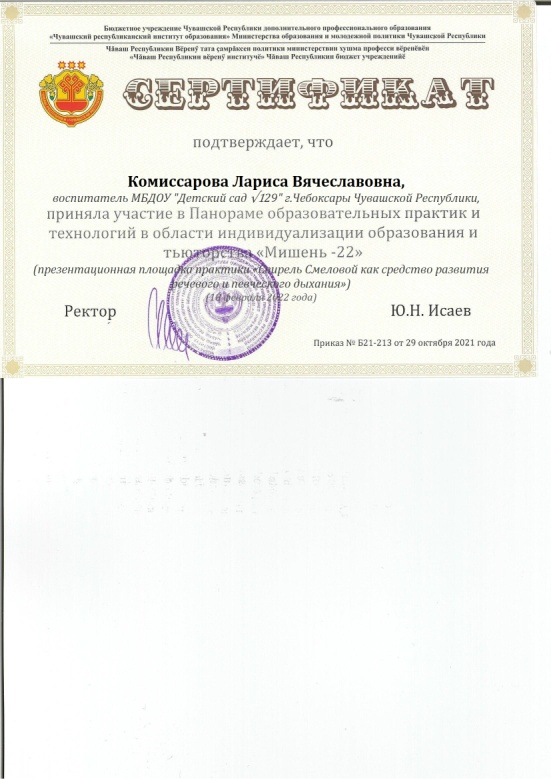 Бюджетное учреждение Чувашской Республики дополнительного профессионального образования
«Чувашский республиканский институт образования» Министерства образования и молодежной политики Чувашской Республики
Чӑваш Республикин Вӗренӳ тата ҫамрӑксен политики министерствин хушма професси вӗренӗвӗн
«Чӑваш Республикин вӗренӳ институчӗ» Чӑваш Республикин бюджет учрежденийӗ
СЕРТИФИКАТ
подтверждает, что
Комиссарова Лариса Вячеславовна,
воспитатель МБДОУ "Детский сад √129" г.Чебоксары Чувашской Республики,
приняла участие в Панораме образовательных практик и
технологий в области индивидуализации образования и
тьюторства «Мишень -22»
(презентационная площадка практики «Свирель Смеловой как средство развития
речевого и певческого дыхания»)
февраля 2022 года)
Ректор Ю.Н. Исаев
Приказ № Б21-213 от 29 октября 2021 года